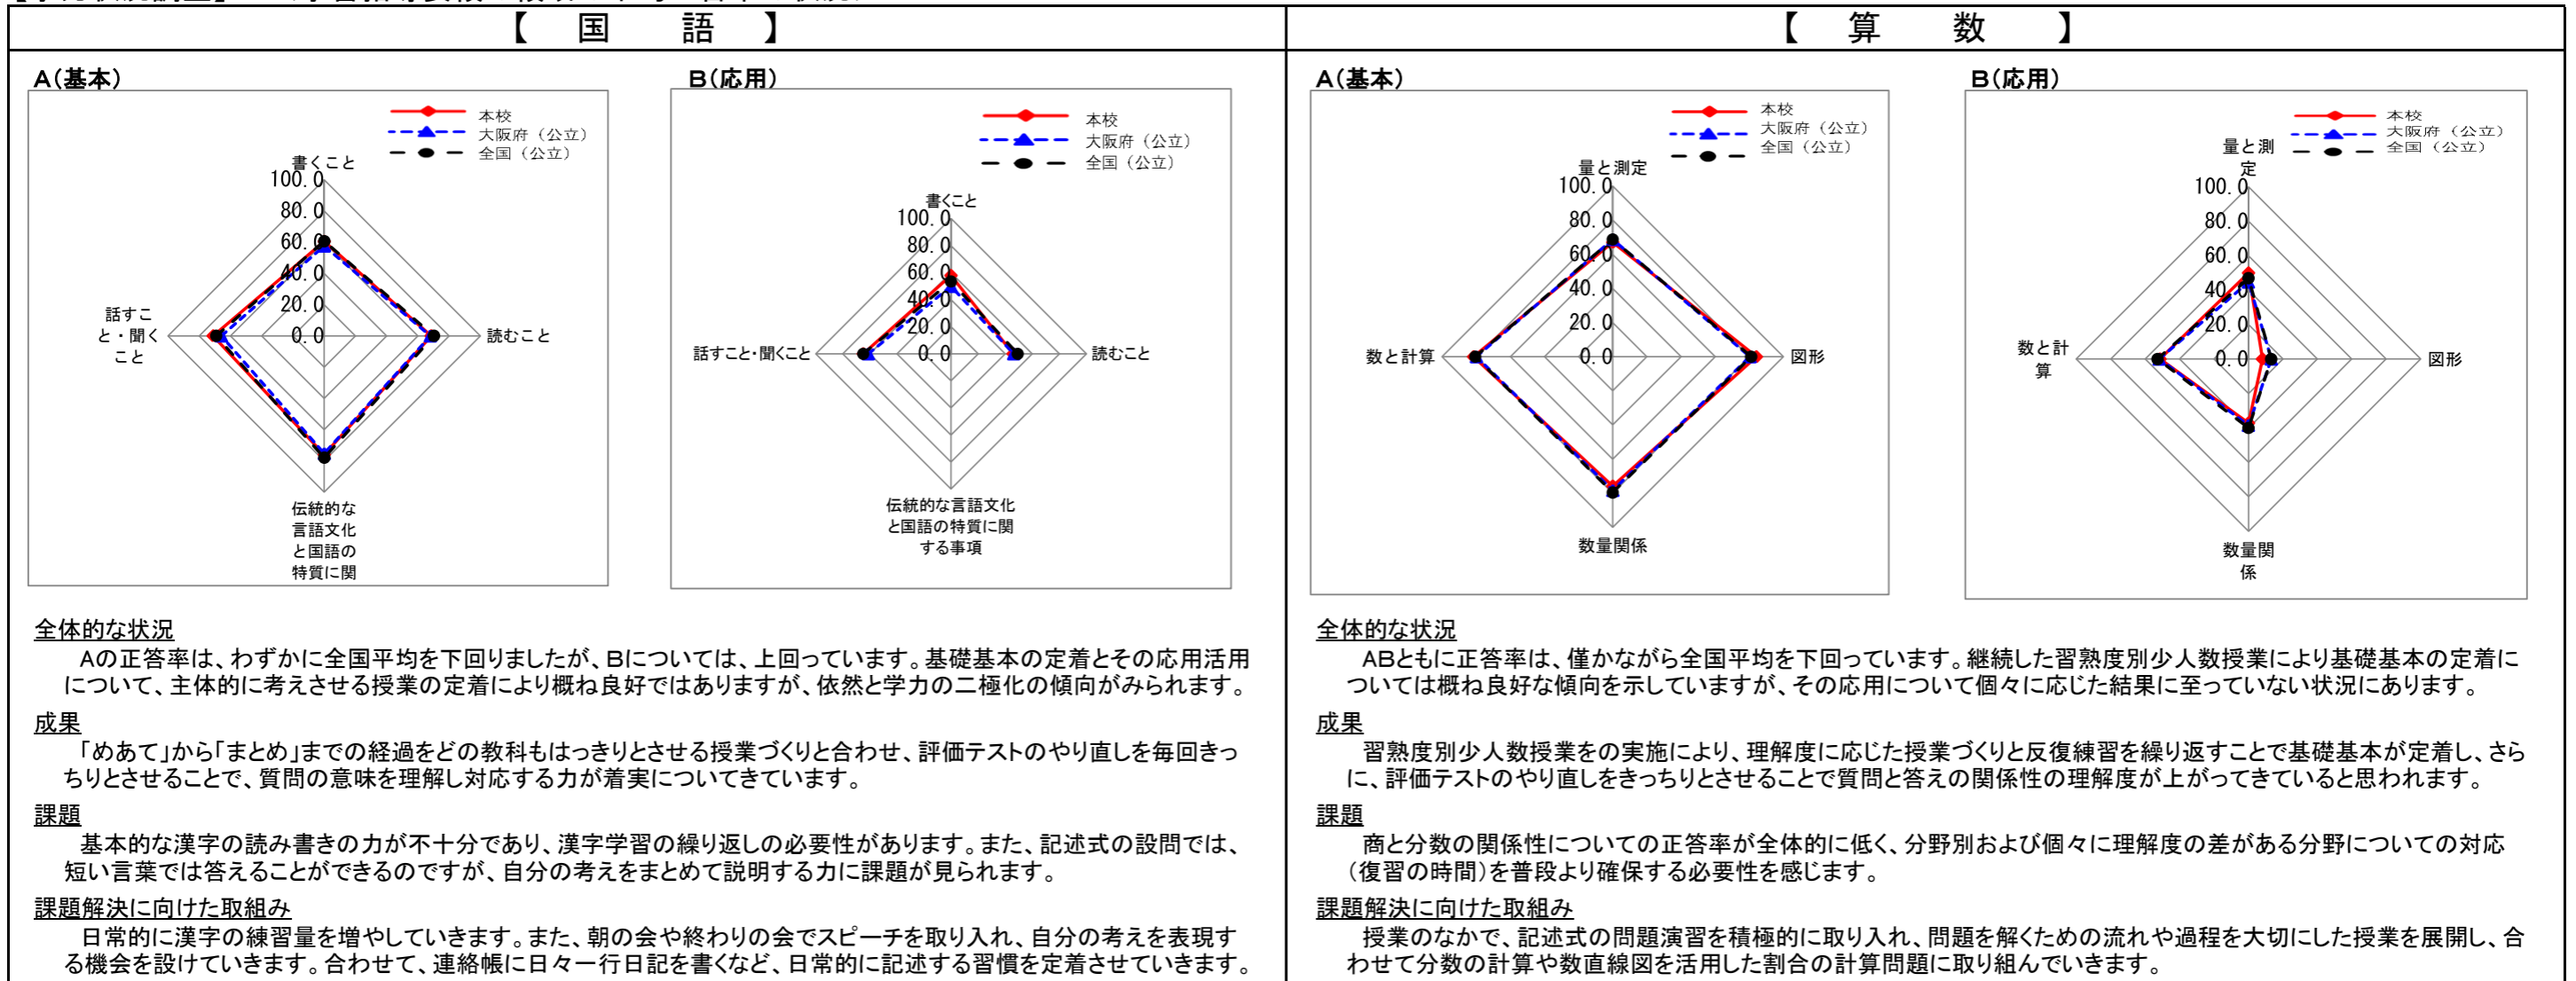 【　国　語　】
A(基本)
B(応用)
本校
大阪府（公立）
全国（公立）
書くこと
100.0
80.0
60.0
40.0
20.0
0.0
話すこ
と・聞く
こと
読むこと
伝統的な
言語文化
と国語の
特質に関
本校
大阪府（公立）
全国（公立）
書くこと
100.0
80.0
60.0
40.0
20.0
0.0
話すこと・聞くこと
読むこと
伝統的な言語文化
と国語の特質に関
する事項
全体的な状況
Aの正答率は、わずかに全国平均を下回りましたが、Bについては、上回っています。基礎基本の定着とその応用活用
について、主体的に考えさせる授業の定着により概ね良好ではありますが、依然と学力の二極化の傾向がみられます。
成果
「めあて」から「まとめ」までの経過をどの教科もはっきりとさせる授業づくりと合わせ、評価テストのやり直しを毎回きっ
ちりとさせることで、質問の意味を理解し対応する力が着実についてきています。
課題
基本的な漢字の読み書きの力が不十分であり、漢字学習の繰り返しの必要性があります。また、記述式の設問では、
短い言葉では答えることができるのですが、自分の考えをまとめて説明する力に課題が見られます。
課題解決に向けた取組み
日常的に漢字の練習量を増やしていきます。また、朝の会や終わりの会でスピーチを取り入れ、自分の考えを表現す
る機会を設けていきます。合わせて、連絡帳に日々一行日記を書くなど、日常的に記述する習慣を定着させていきます。
【　算　数　】
A(基本)
B(応用)
本校
大阪府（公立）
全国（公立）
量と測定
100.0
80.0
60.0
40.0
20.0
0.0
数と計算
図形
数量関係
本校
大阪府（公立）
全国（公立）
量と測
定
100.0
80.0
60.0
40.0
20.0
0.0
数と計
算
図形
数量関
係
全体的な状況
ABともに正答率は、僅かながら全国平均を下回っています。継続した習熟度別少人数授業により基礎基本の定着に
ついては概ね良好な傾向を示していますが、その応用について個々に応じた結果に至っていない状況にあります。
成果
習熟度別少人数授業をの実施により、理解度に応じた授業づくりと反復練習を繰り返すことで基礎基本が定着し、さら
に、評価テストのやり直しをきっちりとさせることで質問と答えの関係性の理解度が上がってきていると思われます。
課題
商と分数の関係性についての正答率が全体的に低く、分野別および個々に理解度の差がある分野についての対応
（復習の時間）を普段より確保する必要性を感じます。
課題解決に向けた取組み
授業のなかで、記述式の問題演習を積極的に取り入れ、問題を解くための流れや過程を大切にした授業を展開し、合
わせて分数の計算や数直線図を活用した割合の計算問題に取り組んでいきます。